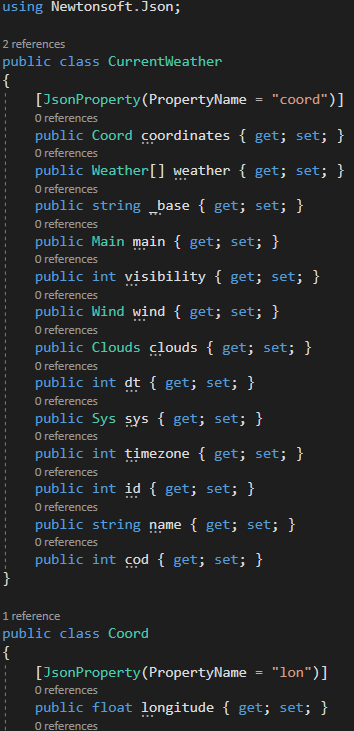 using Newtonsoft.Json;
2 references
public class CurrentWeather
{
[JsonProperty(PropertyName = "coord")]
0 references
public Coord coordinates { get; set; }
0 references
public Weather[] weather { get; set; }
0 references
public string _base { get; set; }
0 references
public Main main { get; set; }
0 references
public int visibility { get; set; }
0 references
public Wind wind { get; set; }
0 references
public Clouds clouds { get; set; }
0 references
public int dt { get; set; }
0 references
public Sys sys { get; set; }
0 references
public int timezone { get; set; }
0 references
public int id { get; set; }
0 references
public string name { get; set; }
0 references
public int cod { get; set; }
}
1 reference
public class Coord
{
[JsonProperty(PropertyName = "lon")]
0 references
public float longitude { get; set; }
0 references